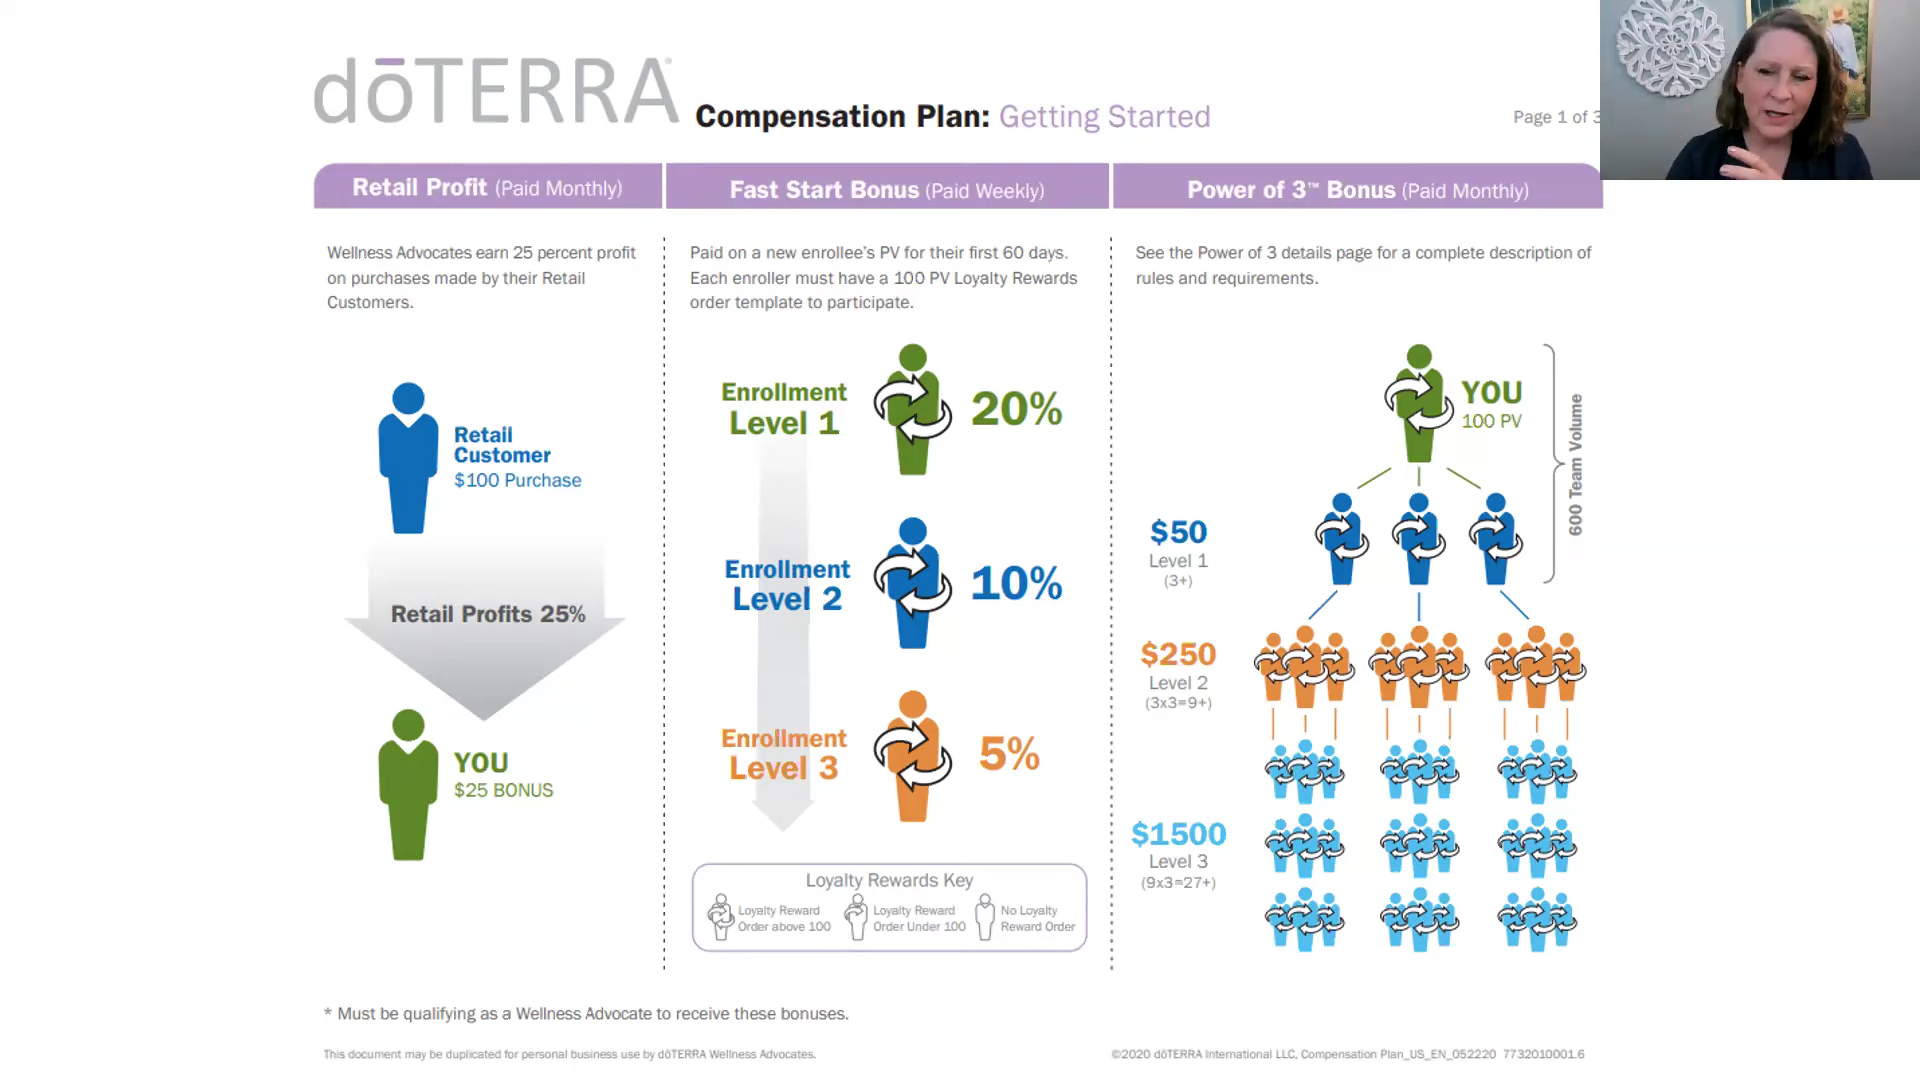 dōTERRA®
Compensation Plan: Getting Started
Page 1 of 3
Retail Profit (Paid Monthly)
Wellness Advocates earn 25 percent profit
on purchases made by their Retail
Customers.
Retail
Customer
$100 Purchase
Retail Profits 25%
YOU
$25 BONUS
Fast Start Bonus (Paid Weekly)
Paid on a new enrollee's PV for their first 60 days.
Each enroller must have a 100 PV Loyalty Rewards
order template to participate.
Enrollment
Level 1
20%
Enrollment
Level 2
10%
Enrollment
Level 3
5%
Loyalty Rewards Key
Loyalty Reward
Order above 100
Loyalty Reward
Order Under 100
No Loyalty
Reward Order
Power of 3™ Bonus (Paid Monthly)
See the Power of 3 details page for a complete description of
rules and requirements.
YOU
100 PV
600 Team Volume
$50
Level 1
(3+)
$250
Level 2
(3x3=9+)
$1500
Level 3
(9x3=27+)
* Must be qualifying as a Wellness Advocate to receive these bonuses.
This document may be duplicated for personal business use by dōTERRA Wellness Advocates.
©2020 dōTERRA International LLC, Compensation Plan_US_EN_052220 7732010001.6